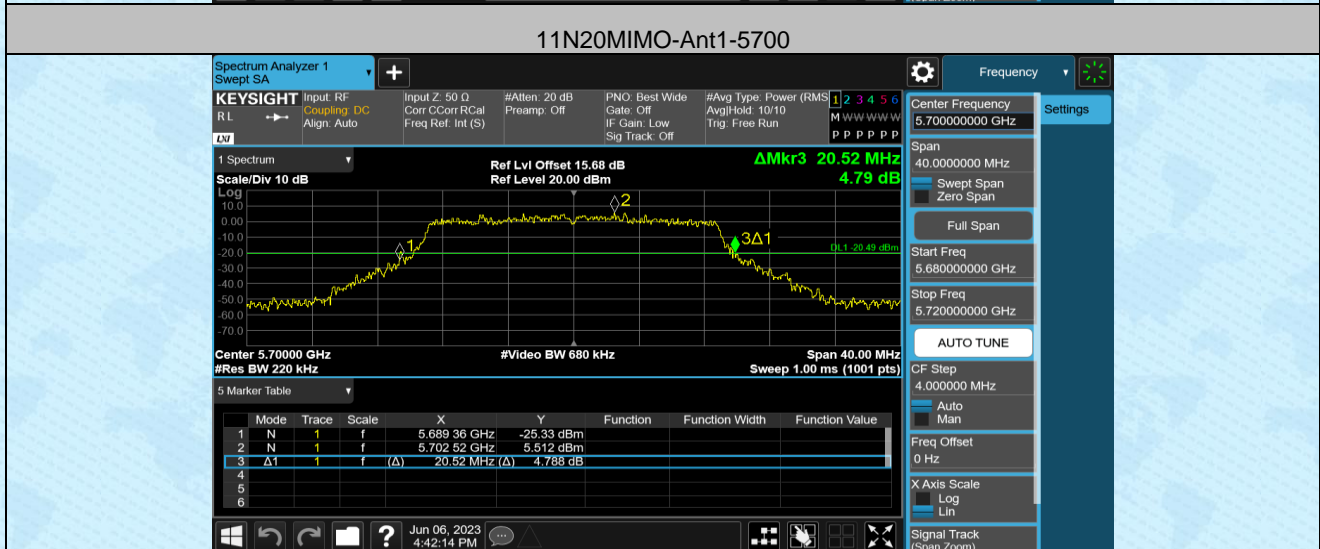 11N20MIMO-Ant1-5700
Spectrum Analyzer 1
Swept SA
Frequency
KEYSIGHT
RL
LXI
Input: RF
Coupling: DC
Align: Auto
Input Z: 50 Ω
Corr CCorr RCal
Freq Ref: Int (S)
#Atten: 20 dB
Preamp: Off
PNO: Best Wide
Gate: Off
IF Gain: Low
Sig Track: Off
#Avg Type: Power (RMS
Avg|Hold: 10/10
Trig: Free Run
1 2 3 4 5 6
M W W W W W
P P P P P P
1 Spectrum
Scale/Div 10 dB
Log
Ref Lvl Offset 15.68 dB
Ref Level 20.00 dBm
ΔMkr3 20.52 MHz
4.79 dB
10.0
0.00
-10.0
-20.0
-30.0
-40.0
-50.0
-60.0
-70.0
1
2
3Δ1
DL1 -20.49 dBm
Center 5.70000 GHz
#Video BW 680 kHz
Span 40.00 MHz
#Res BW 220 kHz
Sweep 1.00 ms (1001 pts)
5 Marker Table
Mode Trace Scale X Y Function Function Width Function Value
1 N 1 f 5.689 36 GHz -25.33 dBm
2 N 1 f 5.702 52 GHz 5.512 dBm
3 Δ1 1 f (Δ) 20.52 MHz (Δ) 4.788 dB
4
5
6
?
Jun 06, 2023
4:42:14 PM
Center Frequency
5.700000000 GHz
Settings
Span
40.0000000 MHz
Swept Span
Zero Span
Full Span
Start Freq
5.680000000 GHz
Stop Freq
5.720000000 GHz
AUTO TUNE
CF Step
4.000000 MHz
Auto
Man
Freq Offset
0 Hz
X Axis Scale
Log
Lin
Signal Track
(Span Zoom)